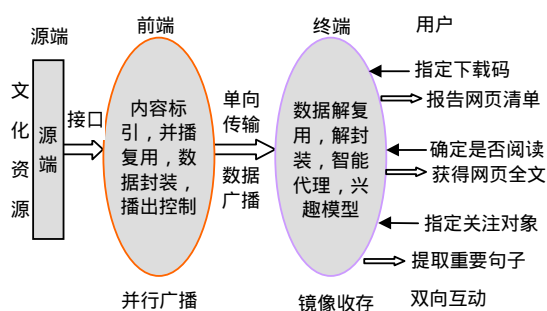 源端
前端
终端
用户
文化资源
源端
接口
内容标
引，并播
复用，数
据封装，
播出控制
单向
传输
数据
广播
数据解复
用，解封
装，智能
代理，兴
趣模型
指定下载码
报告网页清单
确定是否阅读
获得网页全文
指定关注对象
提取重要句子
并行广播
镜像收存
双向互动